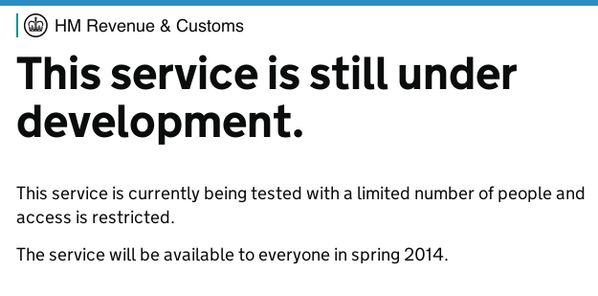 HM Revenue & Customs
This service is still under
development.
This service is currently being tested with a limited number of people and
access is restricted.
The service will be available to everyone in spring 2014.